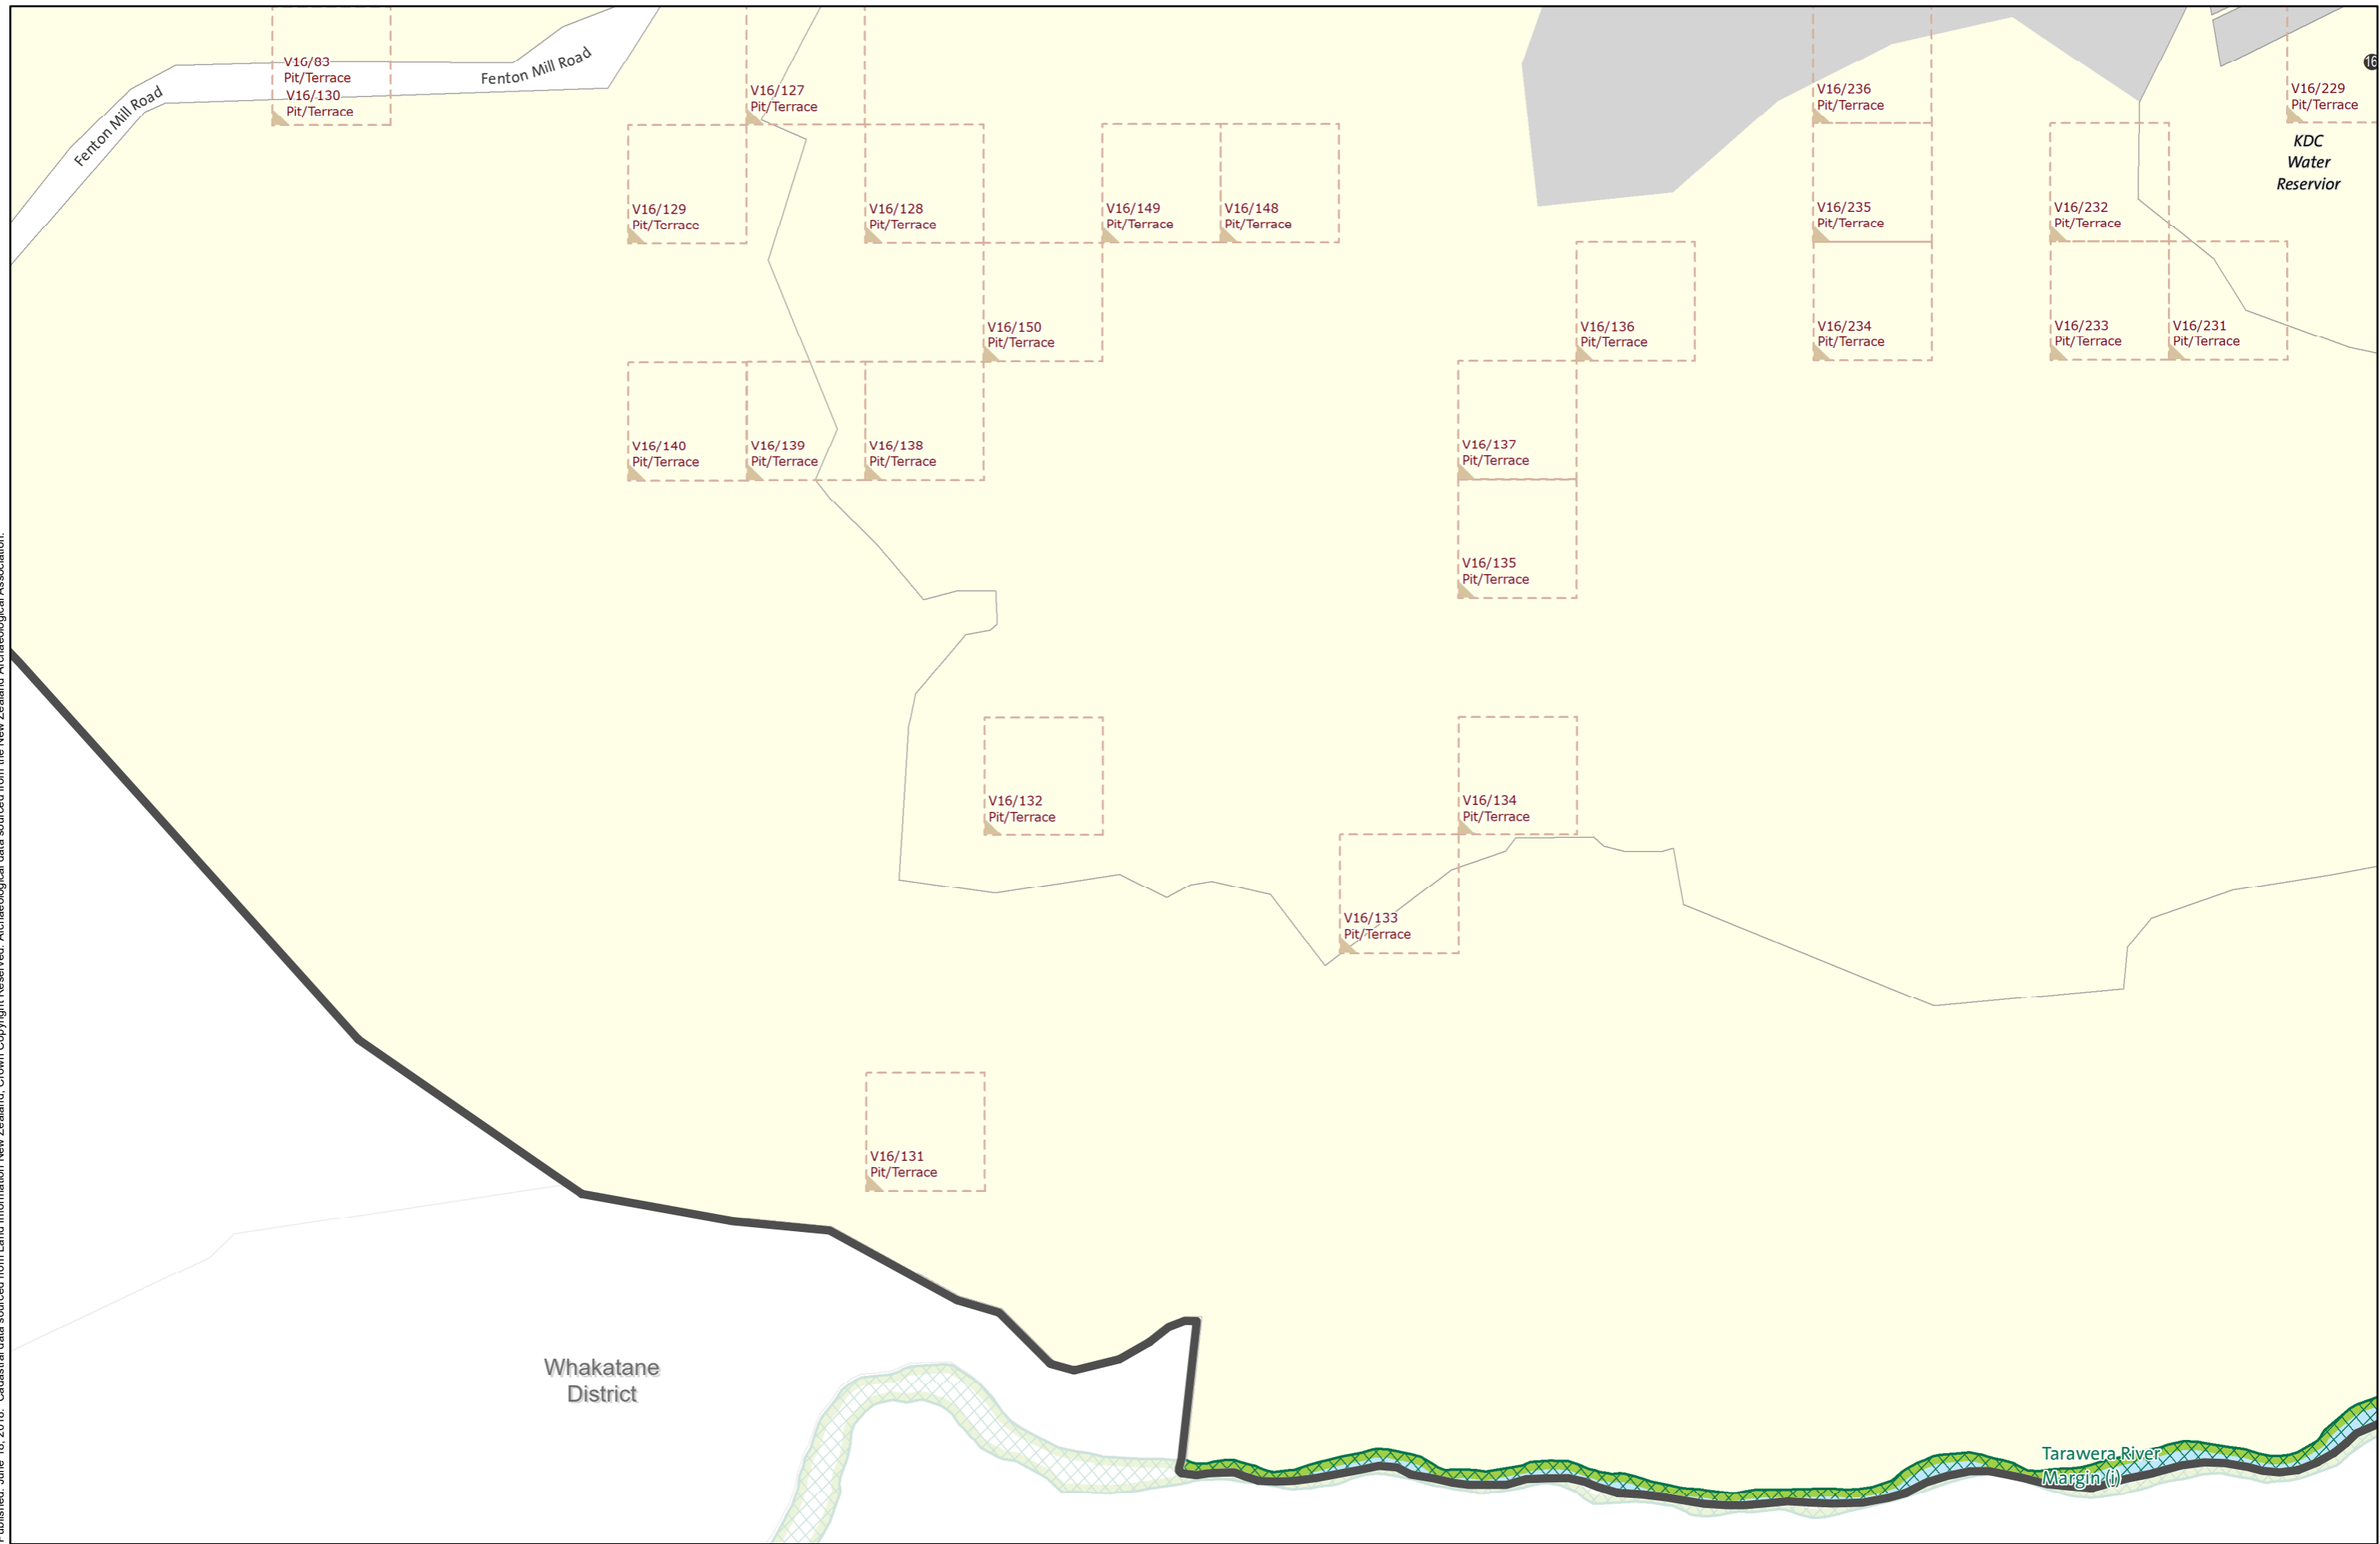 V16/83
Pit/Terrace
V16/130
Pit/Terrace
Fenton Mill Road
Fenton Mill Road
V16/127
Pit/Terrace
V16/236
Pit/Terrace
V16/229
Pit/Terrace
16
KDC
Water
Reservior
V16/129
Pit/Terrace
V16/128
Pit/Terrace
V16/149
Pit/Terrace
V16/148
Pit/Terrace
V16/235
Pit/Terrace
V16/232
Pit/Terrace
V16/150
Pit/Terrace
V16/136
Pit/Terrace
V16/234
Pit/Terrace
V16/233
Pit/Terrace
V16/231
Pit/Terrace
V16/140
Pit/Terrace
V16/139
Pit/Terrace
V16/138
Pit/Terrace
V16/137
Pit/Terrace
V16/135
Pit/Terrace
V16/132
Pit/Terrace
V16/134
Pit/Terrace
V16/133
Pit/Terrace
V16/131
Pit/Terrace
Whakatane
District
Tarawera River
Margin (i)